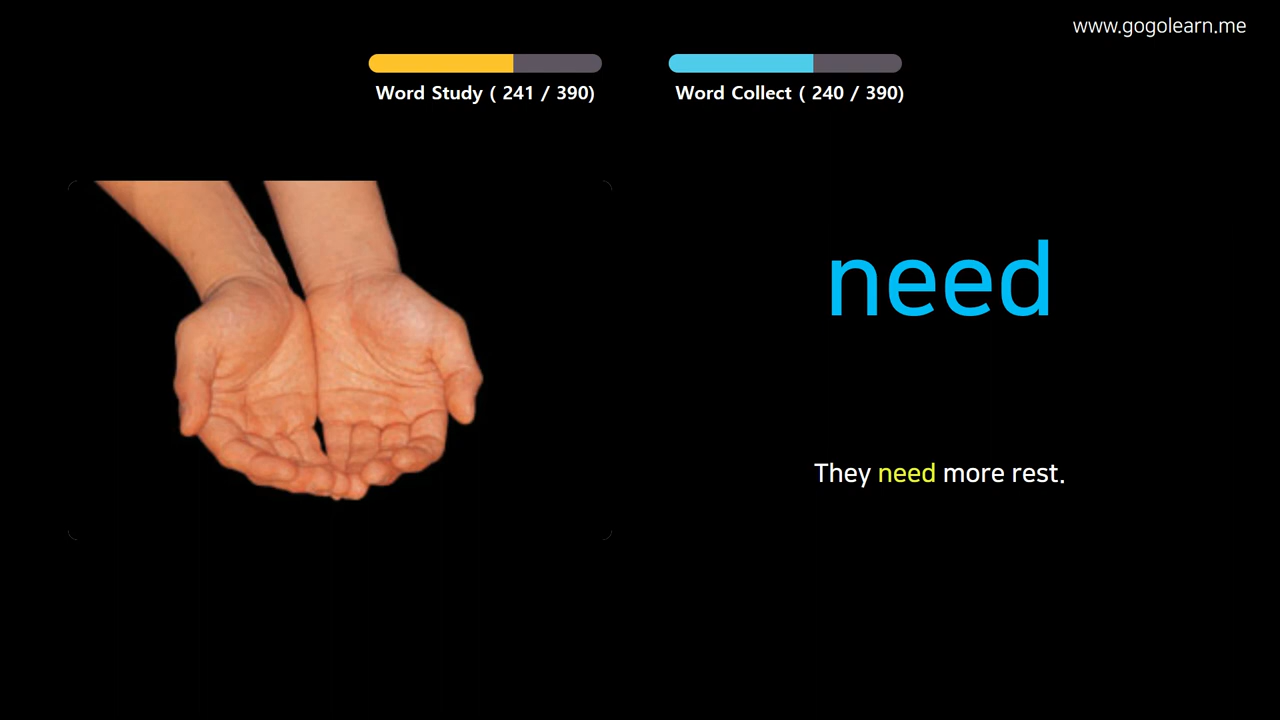 www.gogolearn.me
Word Study ( 241 / 390)
Word Collect ( 240 / 390)
need
They need more rest.